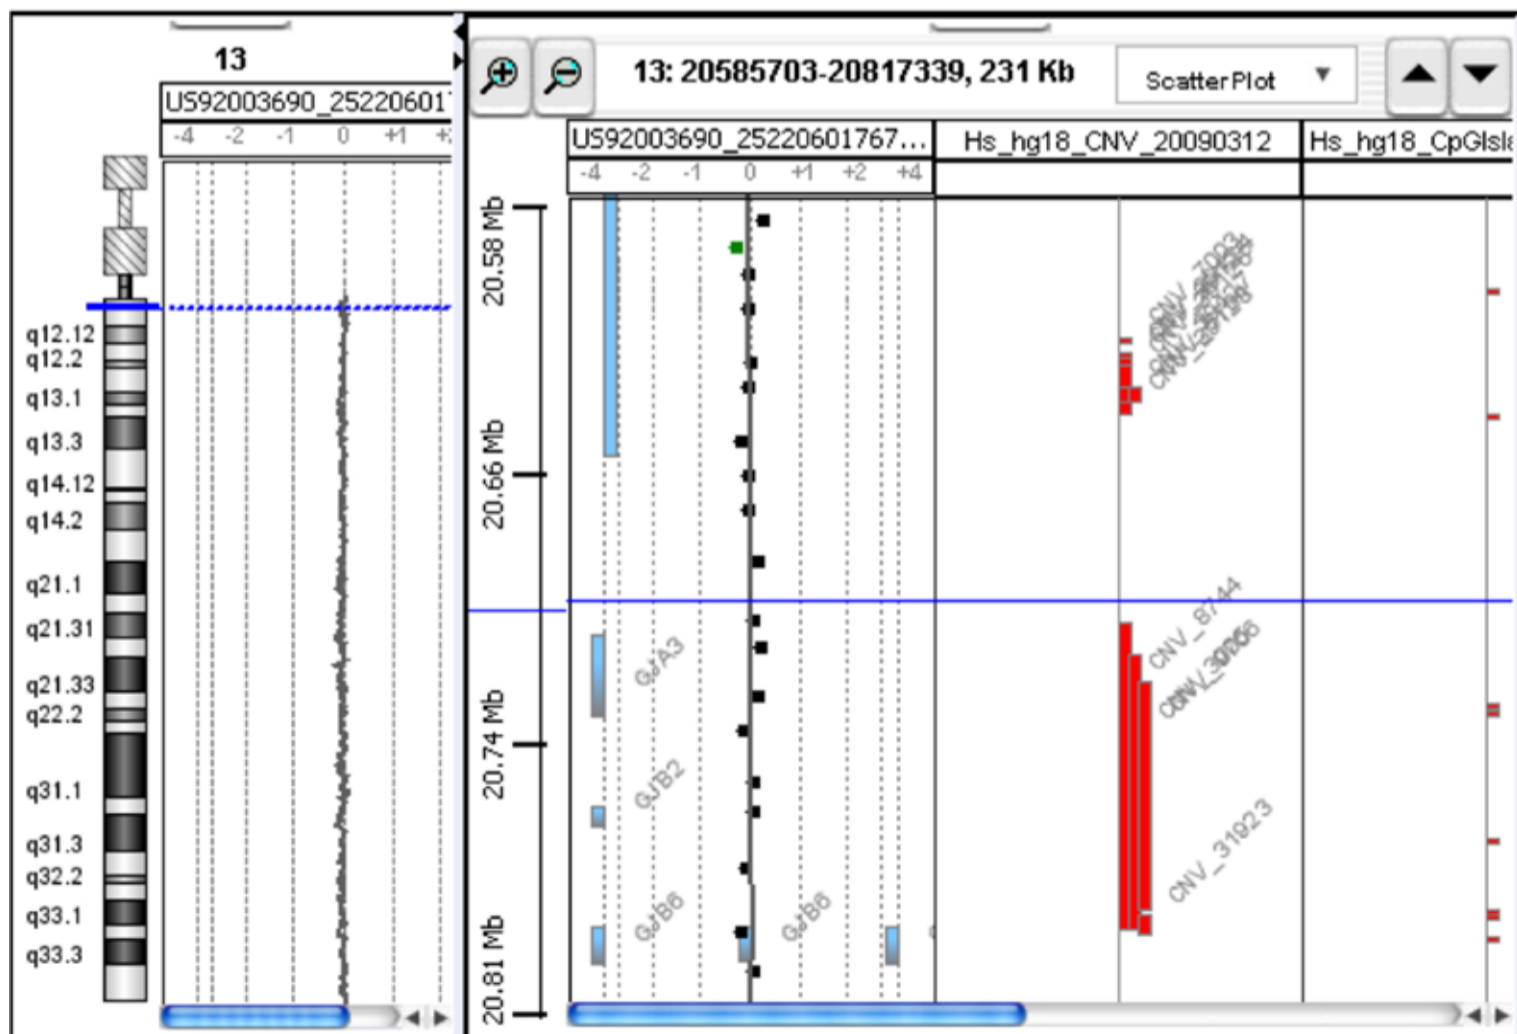 13
US92003690_25220601
-4 -2 -1 0 +1
q12.12
q12.2
q13.1
q13.3
q14.12
q14.2
q21.1
q21.31
q21.33
q22.2
q31.1
q31.3
q32.2
q33.1
q33.3
13: 20585703-20817339, 231 Kb
ScatterPlot
US92003690_25220601767...
Hs_hg18_CNV_20090312
Hs_hg18_CpGIsla
-4 -2 -1 0 +1 +2 +4
20.58 Mb
20.66 Mb
20.74 Mb
20.81 Mb
GJA3
GJB2
GJB6
GJB6
CNV_7003
CNV_8744
CNV_31923